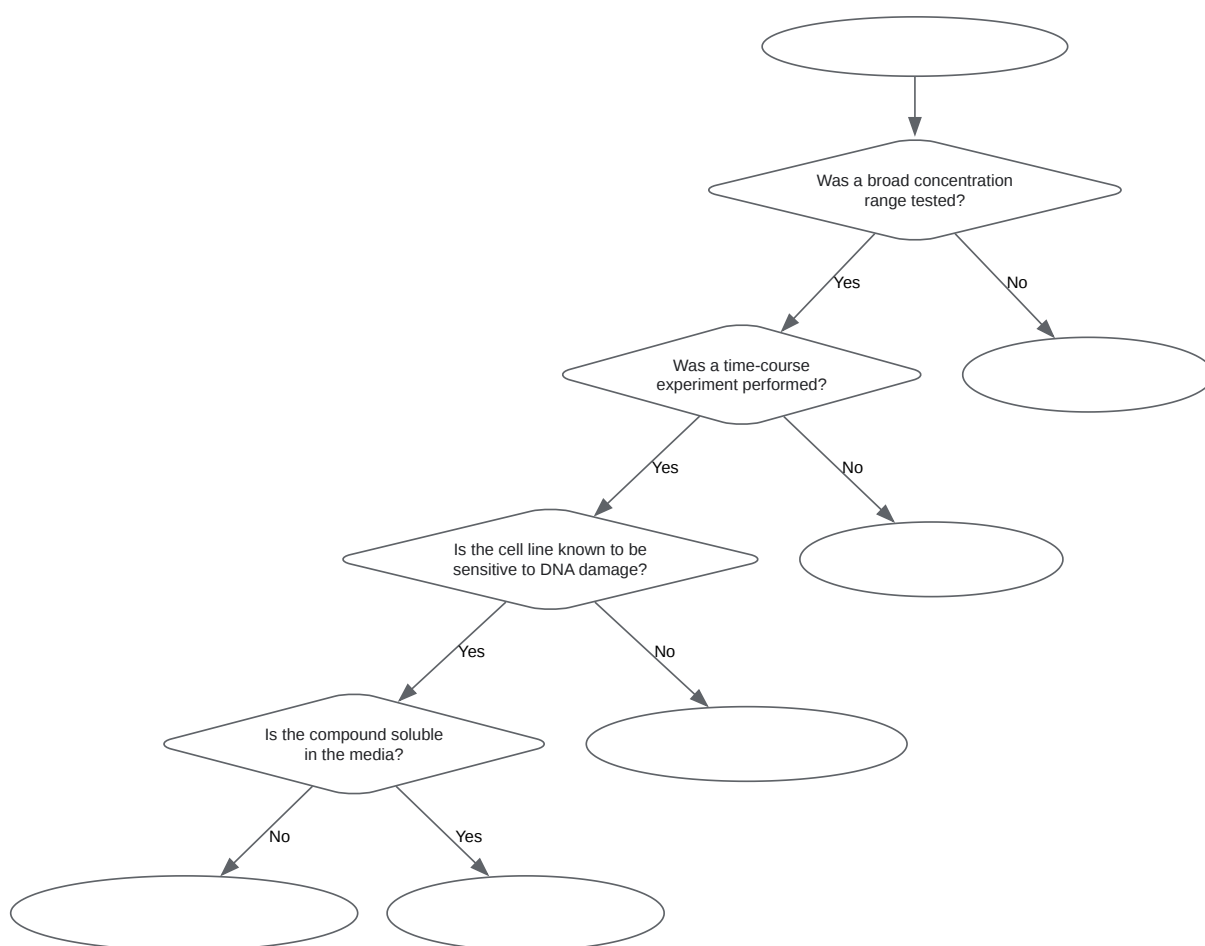 Was a broad concentration
range tested?
Yes
No
Was a time-course
experiment performed?
Yes
No
Is the cell line known to be
sensitive to DNA damage?
Yes
No
Is the compound soluble
in the media?
No
Yes